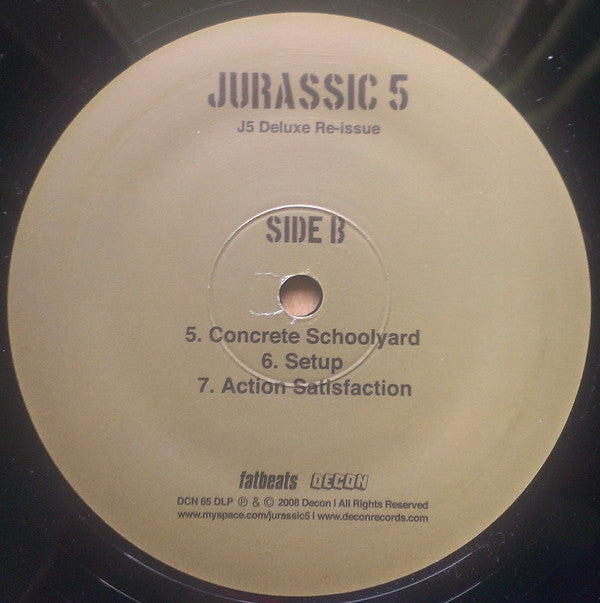 JURASSIC 5
J5 Deluxe Re-issue
SIDE B
5. Concrete Schoolyard
6. Setup
7. Action Satisfaction
fatbeats DECON
DCN 65 DLP ℗ & © 2008 Decon | All Rights Reserved
www.myspace.com/jurassic5 | www.deconrecords.com